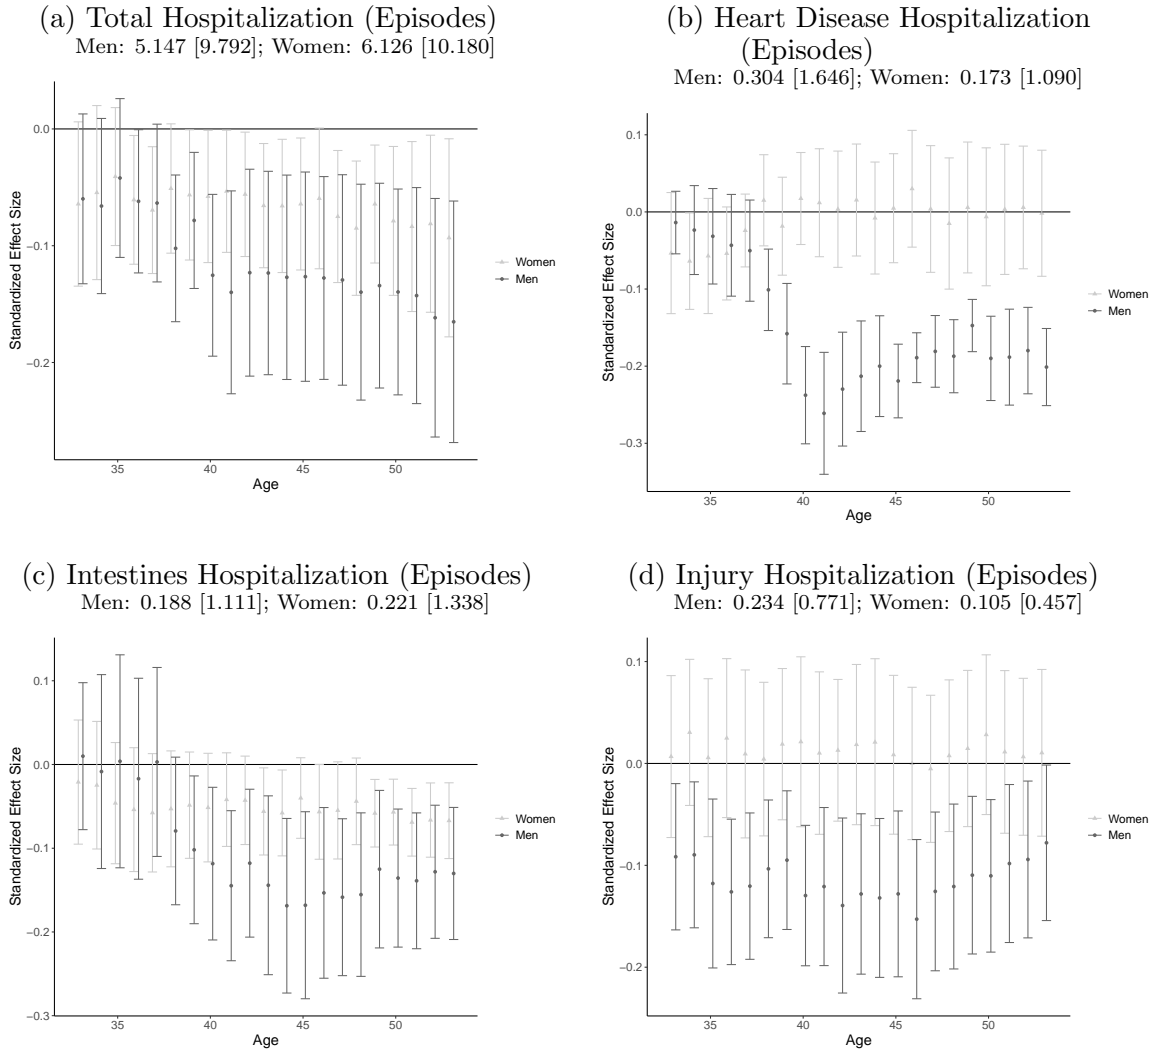 (a) Total Hospitalization (Episodes)
Men: 5.147 [9.792]; Women: 6.126 [10.180]
0.0
−0.1
−0.2
Standardized Effect Size
35
40
45
50
Age
Women
Men
(b) Heart Disease Hospitalization
(Episodes)
Men: 0.304 [1.646]; Women: 0.173 [1.090]
0.1
0.0
−0.1
−0.2
−0.3
Standardized Effect Size
35
40
45
50
Age
Women
Men
(c) Intestines Hospitalization (Episodes)
Men: 0.188 [1.111]; Women: 0.221 [1.338]
0.1
0.0
−0.1
−0.2
−0.3
Standardized Effect Size
35
40
45
50
Age
Women
Men
(d) Injury Hospitalization (Episodes)
Men: 0.234 [0.771]; Women: 0.105 [0.457]
0.1
0.0
−0.1
−0.2
Standardized Effect Size
35
40
45
50
Age
Women
Men